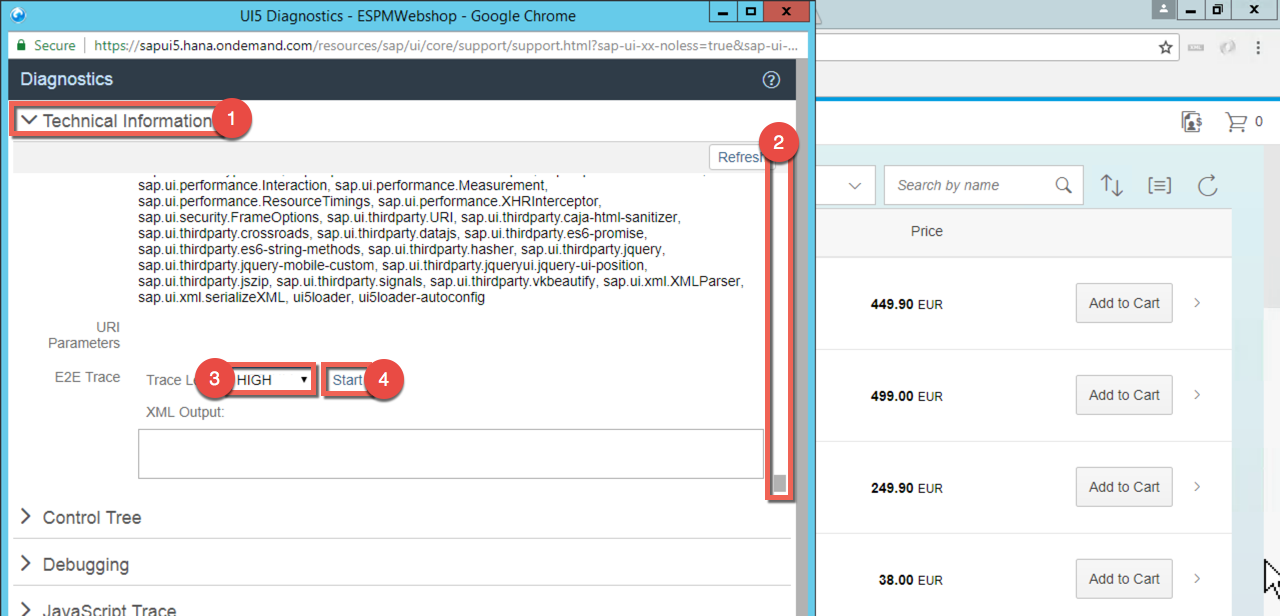 UI5 Diagnostics - ESPMWebshop - Google Chrome
Secure
https://sapui5.hana.ondemand.com/resources/sap/ui/core/support/support.html?sap-ui-xx-noless=true&sap-ui-...
Diagnostics
?
Technical Information
1
2
Refresh
sap.ui.performance.Interaction, sap.ui.performance.Measurement,
sap.ui.performance.ResourceTimings, sap.ui.performance.XHRInterceptor,
sap.ui.security.FrameOptions, sap.ui.thirdparty.URI, sap.ui.thirdparty.caja-html-sanitizer,
sap.ui.thirdparty.crossroads, sap.ui.thirdparty.datajs, sap.ui.thirdparty.es6-promise,
sap.ui.thirdparty.es6-string-methods, sap.ui.thirdparty.hasher, sap.ui.thirdparty.jquery,
sap.ui.thirdparty.jquery-mobile-custom, sap.ui.thirdparty.jqueryui.jquery-ui-position,
sap.ui.thirdparty.jszip, sap.ui.thirdparty.signals, sap.ui.thirdparty.vkbeautify, sap.ui.xml.XMLParser,
sap.ui.xml.serializeXML, ui5loader, ui5loader-autoconfig
URI
Parameters
E2E Trace
Trace L
3
HIGH
Start
4
XML Output:
Control Tree
Debugging
JavaScript Trace
0
Search by name
Price
449.90 EUR
Add to Cart
499.00 EUR
Add to Cart
249.90 EUR
Add to Cart
38.00 EUR
Add to Cart